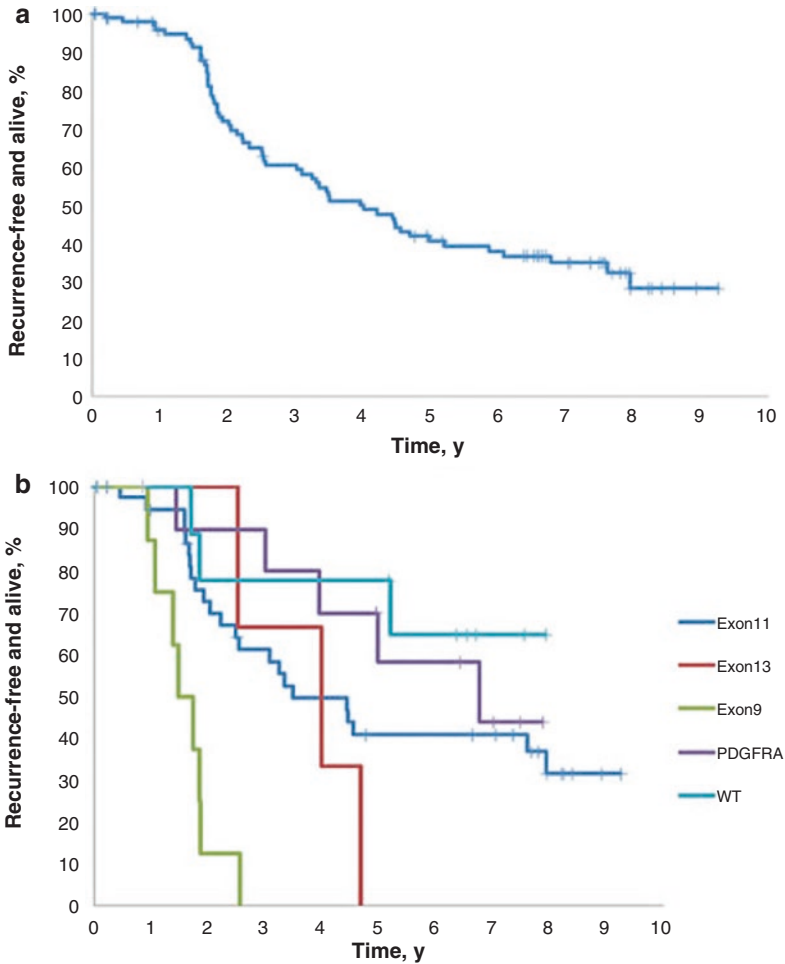 a
Recurrence-free and alive, %
100
90
80
70
60
50
40
30
20
10
0
0 1 2 3 4 5 6 7 8 9 10
Time, y
b
Recurrence-free and alive, %
100
90
80
70
60
50
40
30
20
10
0
0 1 2 3 4 5 6 7 8 9 10
Time, y
Exon11
Exon13
Exon9
PDGFRA
WT